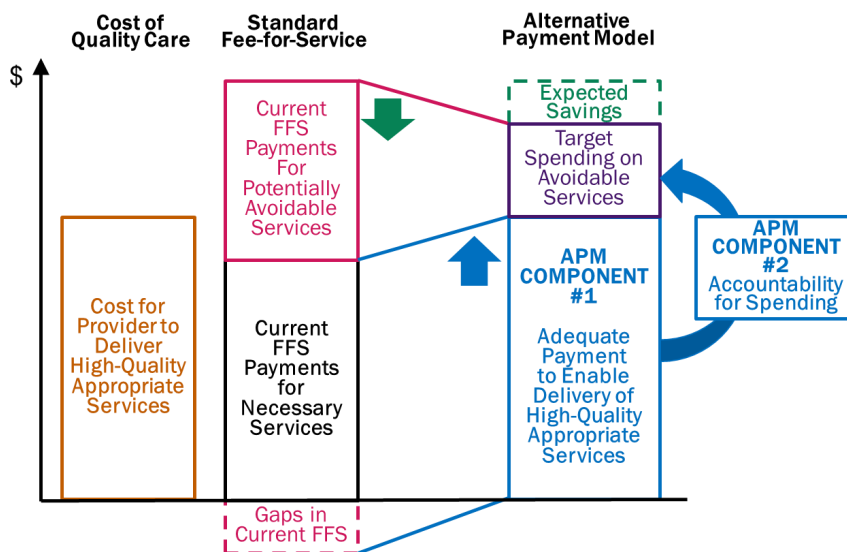 Cost of
Quality Care
Standard
Fee-for-Service
Alternative
Payment Model
$
Cost for
Provider to
Deliver
High-Quality
Appropriate
Services
Current
FFS
Payments
For
Potentially
Avoidable
Services
Current
FFS
Payments
for
Necessary
Services
Gaps in
Current FFS
Expected
Savings
Target
Spending on
Avoidable
Services
APM
COMPONENT
#1
Adequate
Payment
to Enable
Delivery of
High-Quality
Appropriate
Services
APM
COMPONENT
#2
Accountability
for Spending